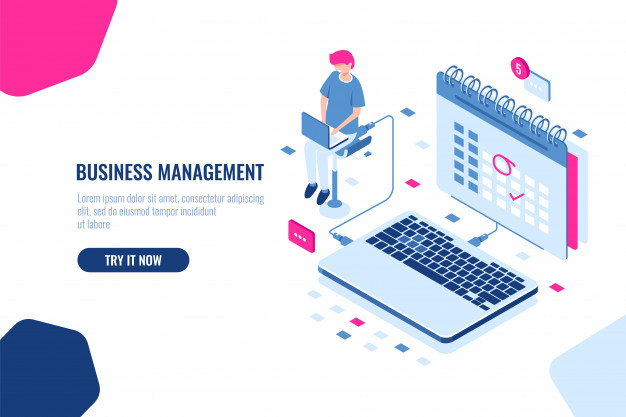 BUSINESS MANAGEMENT
Lorem ipsum dolor sit amet, consectetur adipiscing
elit, sed do eiusmod tempor incididunt
ut labore
TRY IT NOW
5